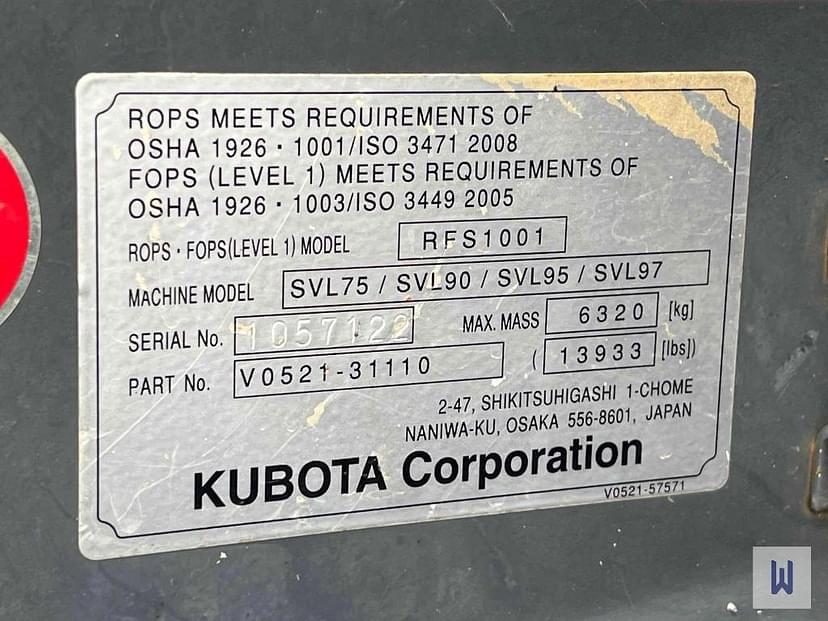 ROPS MEETS REQUIREMENTS OF
OSHA 1926・1001/ISO 3471 2008
FOPS (LEVEL 1) MEETS REQUIREMENTS OF
OSHA 1926・1003/ISO 3449 2005
ROPS・FOPS(LEVEL 1) MODEL RFS1001
MACHINE MODEL SVL75 / SVL90 / SVL95 / SVL97
SERIAL No. 1057122 MAX. MASS 6320 [kg]
PART No. V0521-31110 ( 13933 [lbs])
2-47, SHIKITSUHIGASHI 1-CHOME
NANIWA-KU, OSAKA 556-8601, JAPAN
KUBOTA Corporation
V0521-57571
W